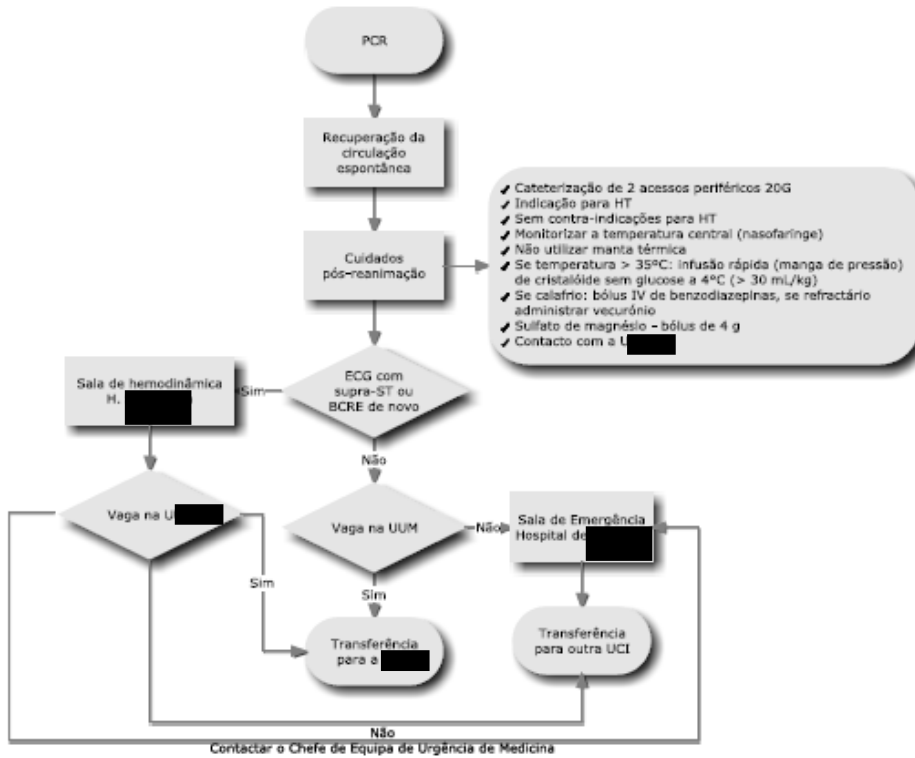 PCR
Recuperação da
circulação
espontânea
Cuidados
pós-reanimação
Cateterização de 2 acessos periféricos 20G
Indicação para HT
Sem contra-indicações para HT
Monitorizar a temperatura central (nasofaringe)
Não utilizar manta térmica
Se temperatura > 35ºC: infusão rápida (manga de pressão)
de cristalóide sem glucose a 4ºC (> 30 mL/kg)
Se calafrio: bólus IV de benzodiazepinas, se refractário
administrar vecurónio
Sulfato de magnésio – bólus de 4 g
Contacto com a U
ECG com
supra-ST ou
BCRE de novo
Sim
Sala de hemodinâmica
H.
Não
Vaga na U
Vaga na UUM
Não
Sala de Emergência
Hospital de
Sim
Sim
Transferência
para a
Transferência
para outra UCI
Não
Contactar o Chefe de Equipa de Urgência de Medicina